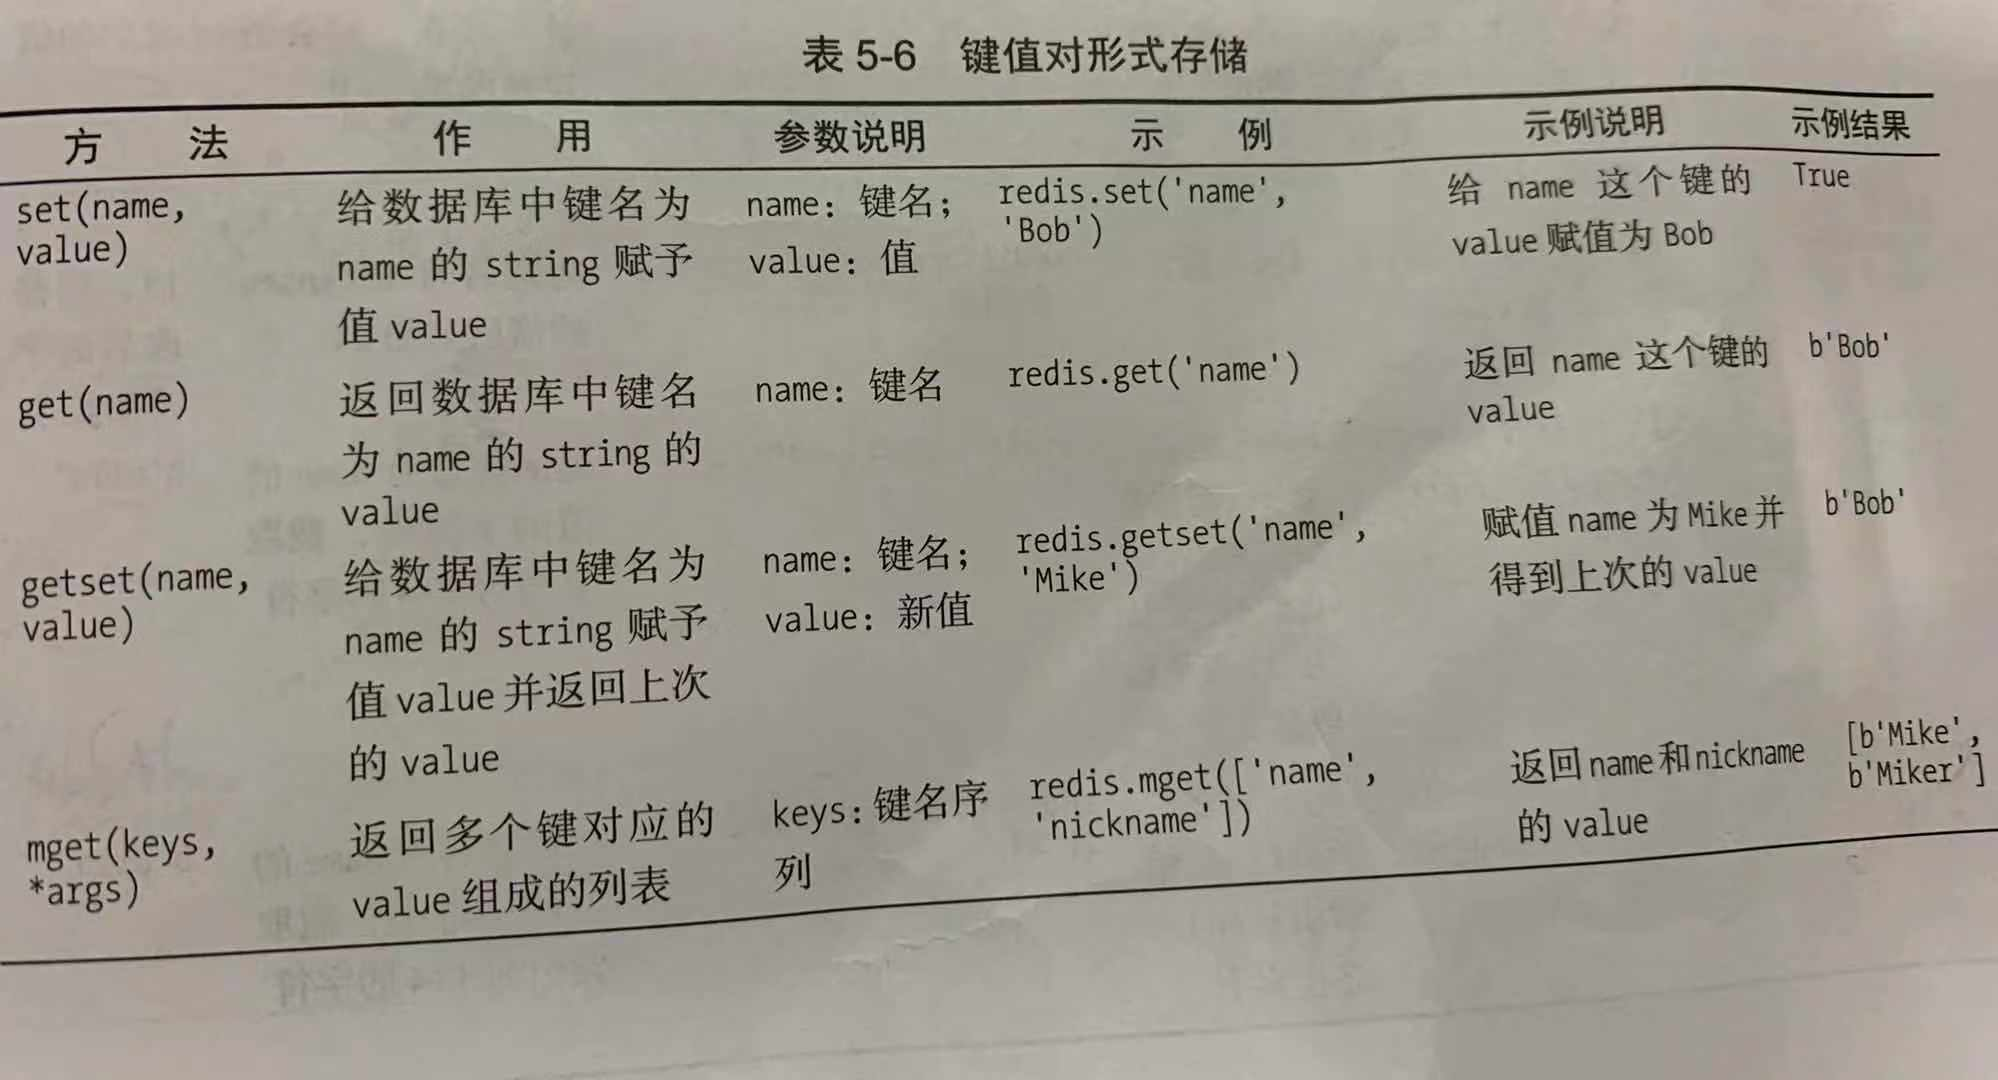 表 5-6 键值对形式存储
方 法 作 用 参数说明 示 例 示例说明 示例结果
set(name, 给数据库中键名为 name: 键名; redis.set('name', 给 name 这个键的 True
value) name 的 string 赋予 value: 值 'Bob') value 赋值为 Bob
值 value
get(name) 返回数据库中键名 name: 键名 redis.get('name') 返回 name 这个键的 b'Bob'
为 name 的 string 的 value
value
getset(name, 给数据库中键名为 name: 键名; redis.getset('name', 赋值 name 为 Mike 并 b'Bob'
value) name 的 string 赋予 value: 新值 'Mike') 得到上次的 value
值 value 并返回上次
的 value
mget(keys, 返回多个键对应的 keys: 键名序 redis.mget(['name', 返回 name 和 nickname [b'Mike',
*args) value 组成的列表 列 'nickname']) 的 value b'Miker']